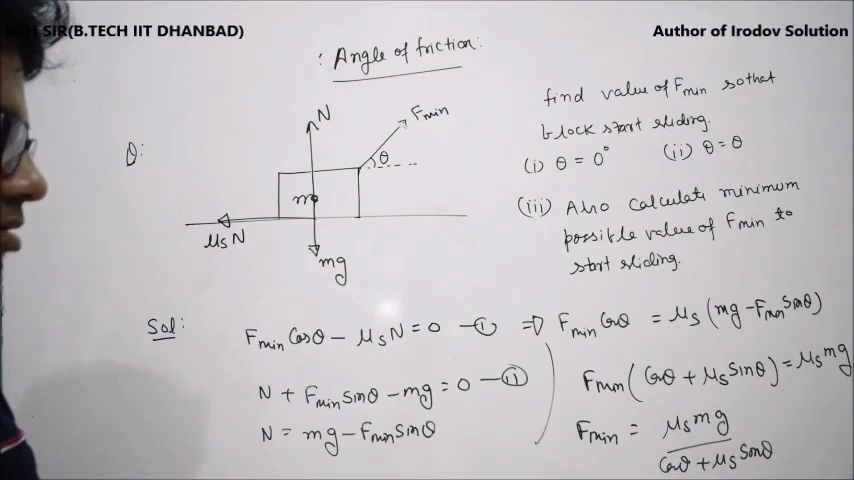 SIR(B.TECH IIT DHANBAD)
Author of Irodov Solution
: Angle of friction:
Q:
N
Fmin
θ
m
μsN
mg
find value of Fmin so that
block start sliding.
(i) θ = 0° (ii) θ = θ
(iii) Also calculate minimum
possible value of Fmin to
start sliding.
Sol:
Fmin Cosθ - μsN = 0 —①
N + Fmin sinθ - mg = 0 —②
N = mg - Fmin sinθ
⇒ Fmin Cosθ = μs (mg - Fmin sinθ)
Fmin (Cosθ + μs sinθ) = μs mg
Fmin = μs mg / Cosθ + μs sinθ